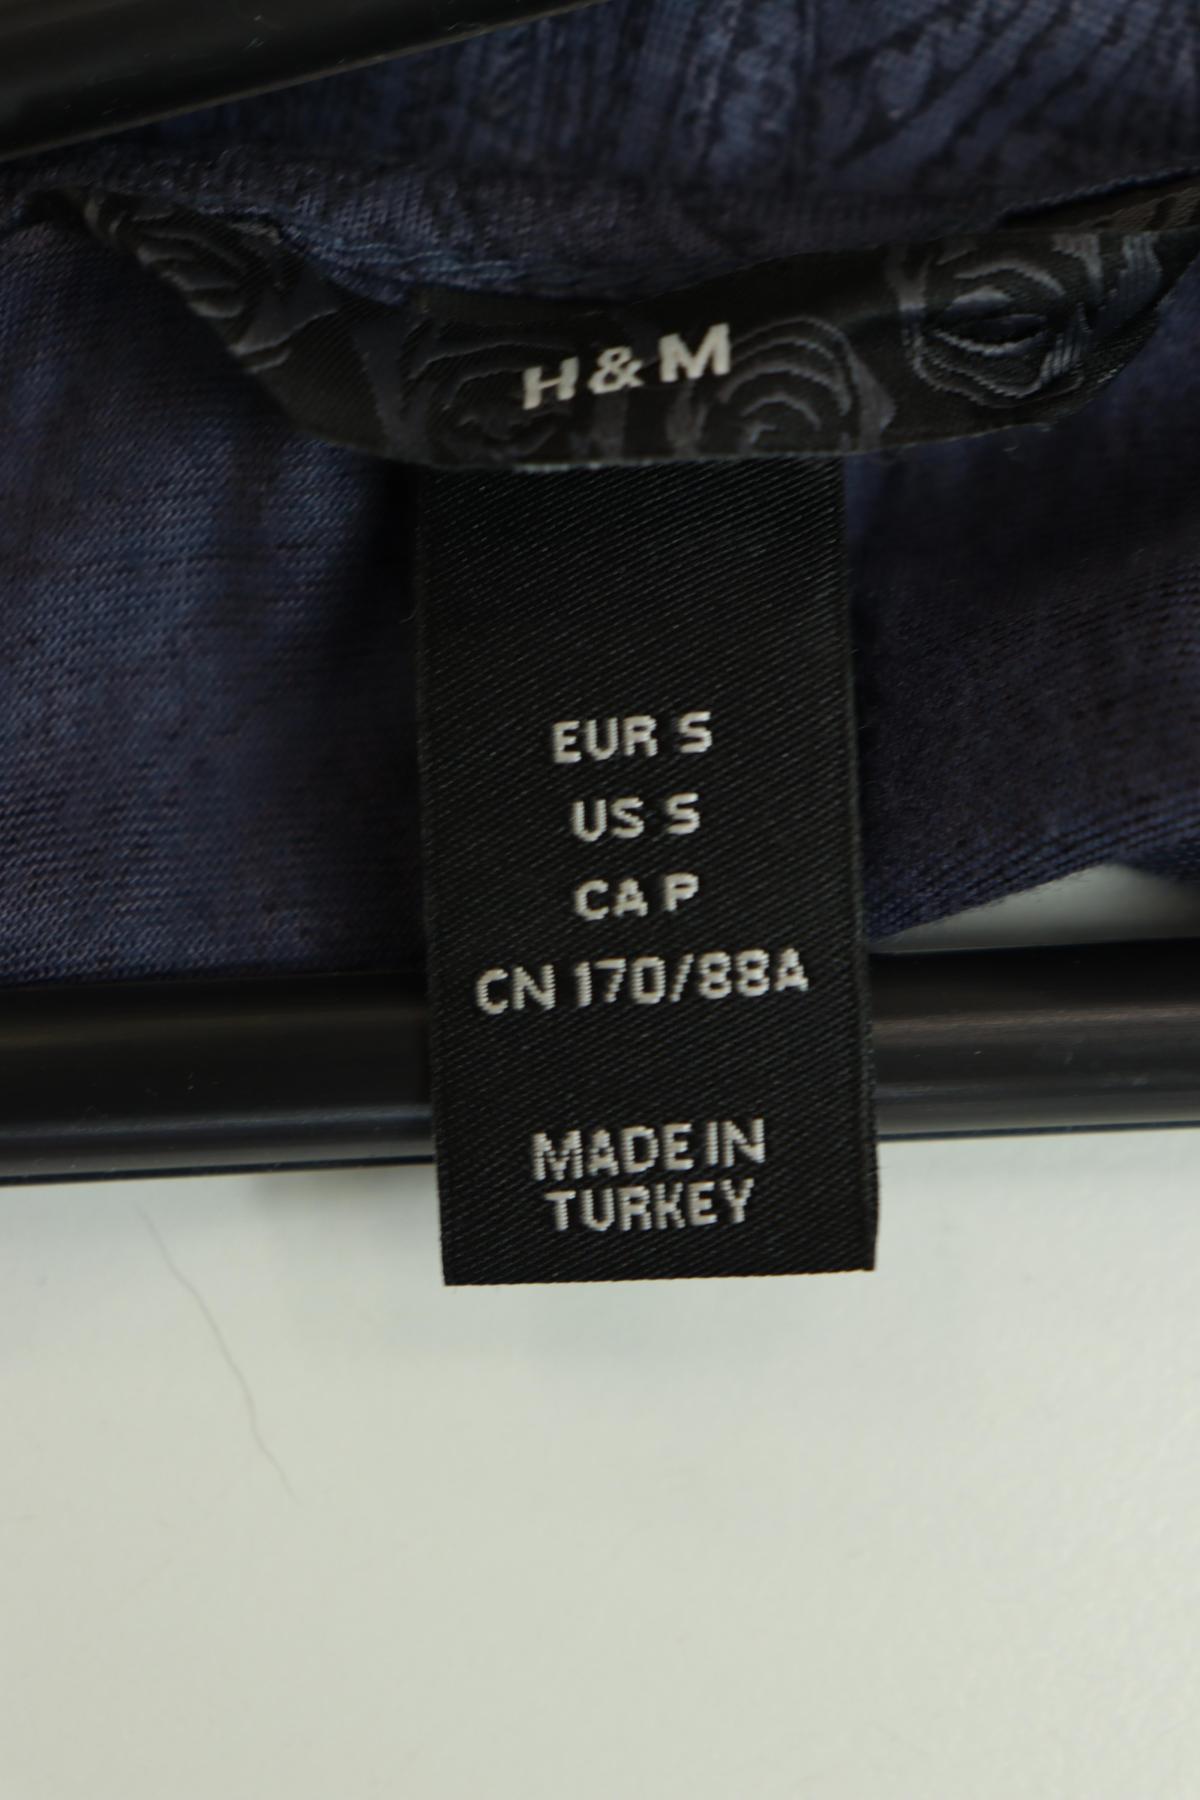 H&M
EUR S
US S
CA P
CN 170/88A
MADE IN
TURKEY